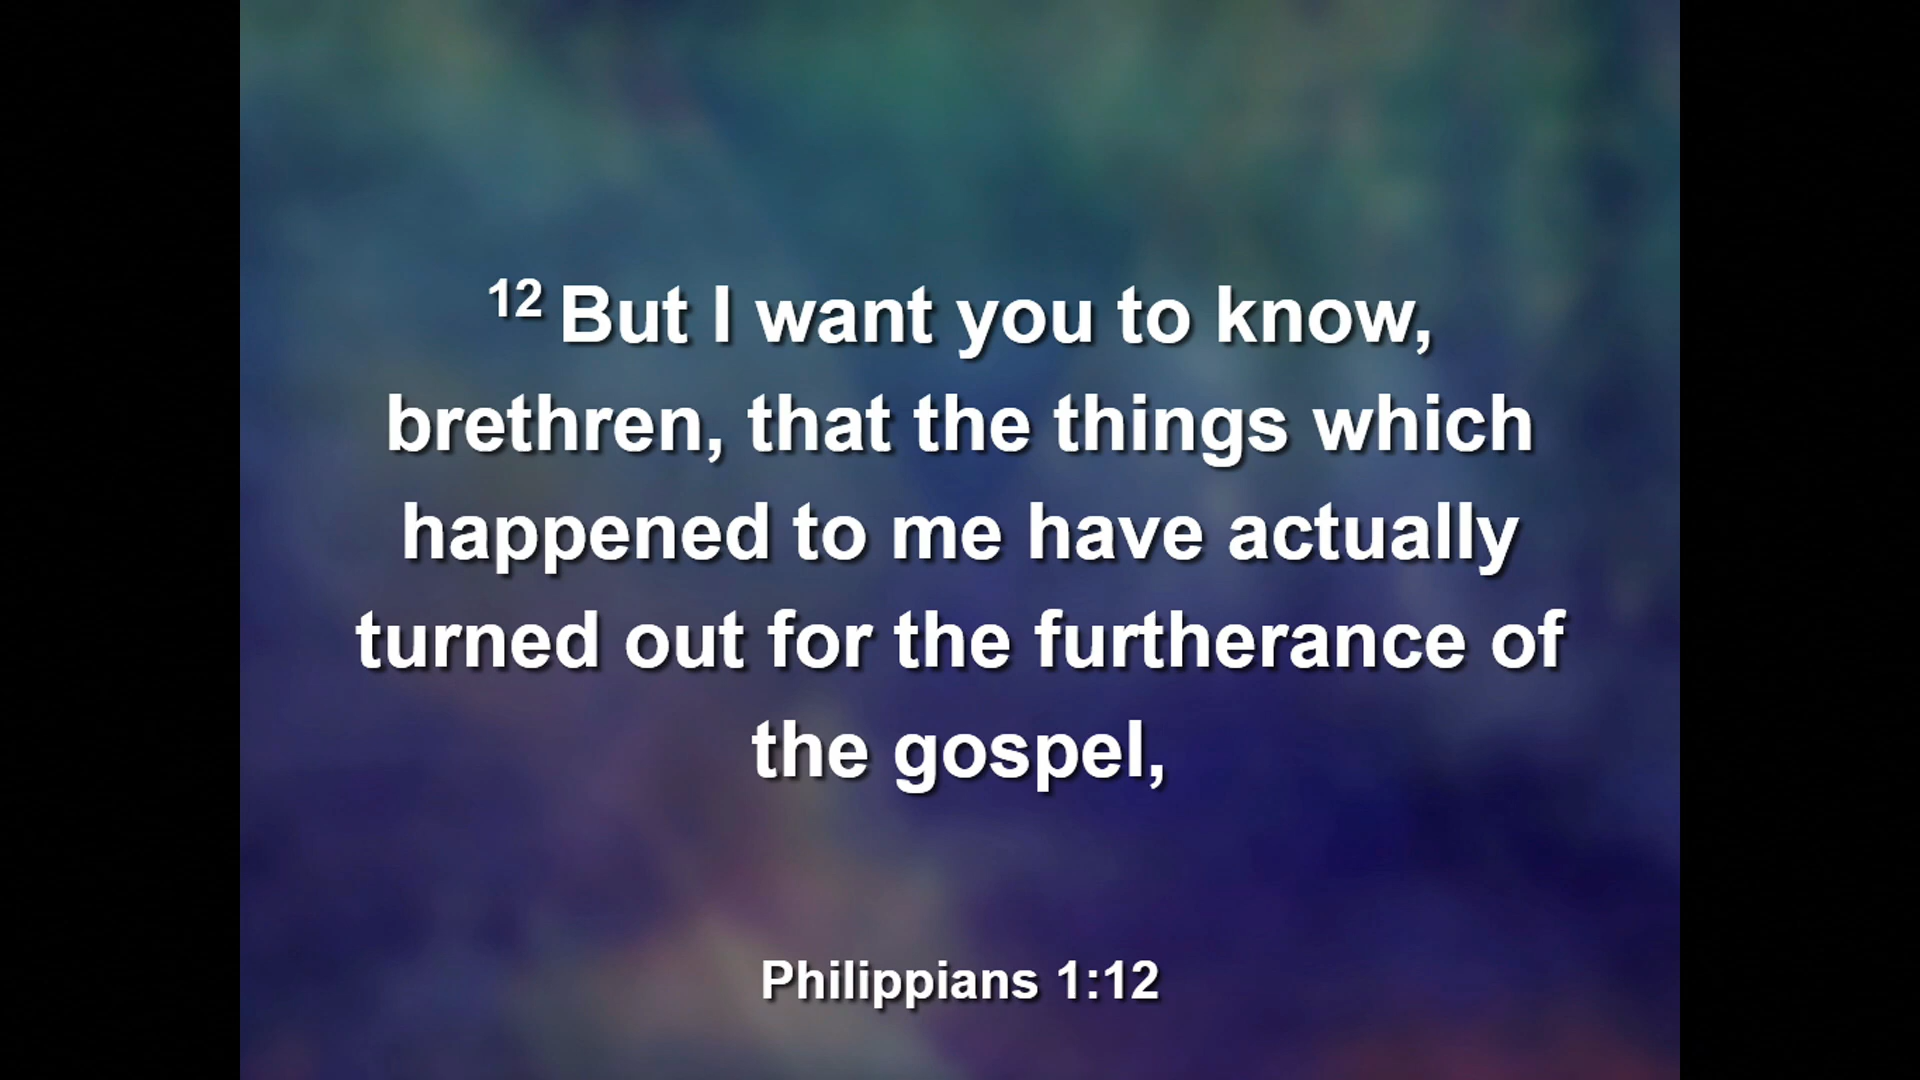 12 But I want you to know,
brethren, that the things which
happened to me have actually
turned out for the furtherance of
the gospel,
Philippians 1:12